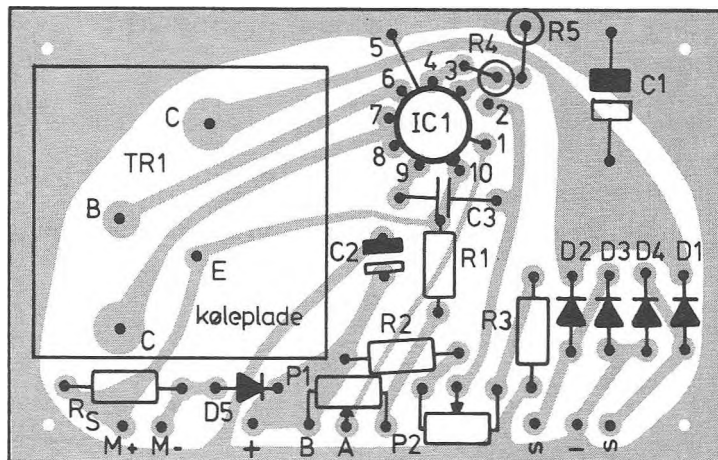 R5
5
4
R4
6
3
C1
C
7
IC1
2
TR1
8
1
9
10
B
C3
E
C2
R1
D2 D3 D4 D1
køleplade
C
R2
R3
P1
RS
D5
M+ M- + B A P2 s - s